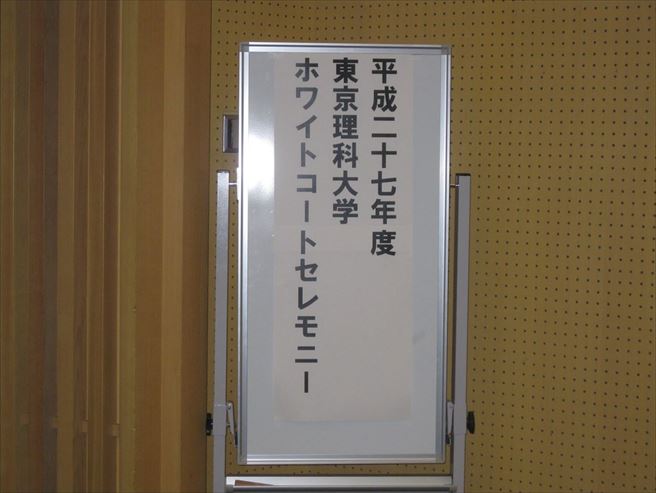 平成二十七年度
東京理科大学
ホワイトコートセレモニー